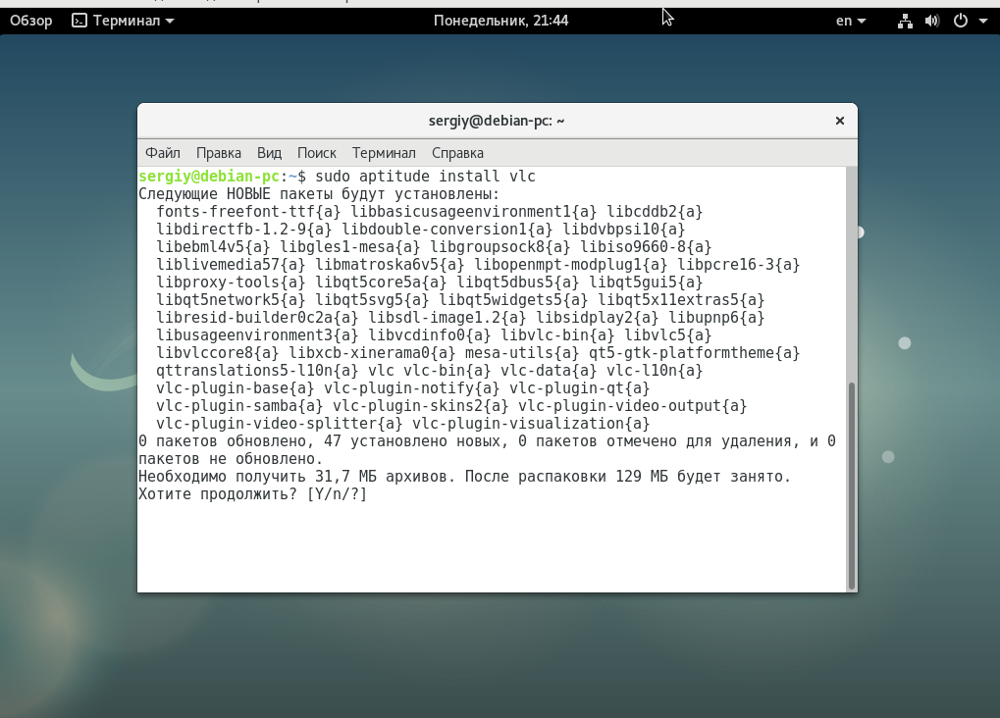 Обзор Терминал Понедельник, 21:44 en
sergiy@debian-pc: ~
Файл Правка Вид Поиск Терминал Справка
sergiy@debian-pc:~$ sudo aptitude install vlc
Следующие НОВЫЕ пакеты будут установлены:
fonts-freefont-ttf{a} libbasicusageenvironment1{a} libcddb2{a}
libdirectfb-1.2-9{a} libdouble-conversion1{a} libdvbpsi10{a}
libebml4v5{a} libgles1-mesa{a} libgroupsock8{a} libiso9660-8{a}
liblivemedia57{a} libmatroska6v5{a} libopenmpt-modplug1{a} libpcre16-3{a}
libproxy-tools{a} libqt5core5a{a} libqt5dbus5{a} libqt5gui5{a}
libqt5network5{a} libqt5svg5{a} libqt5widgets5{a} libqt5x11extras5{a}
libresid-builder0c2a{a} libsdl-image1.2{a} libsidplay2{a} libupnp6{a}
libusageenvironment3{a} libvcdinfo0{a} libvlc-bin{a} libvlc5{a}
libvlccore8{a} libxcb-xinerama0{a} mesa-utils{a} qt5-gtk-platformtheme{a}
qttranslations5-l10n{a} vlc vlc-bin{a} vlc-data{a} vlc-l10n{a}
vlc-plugin-base{a} vlc-plugin-notify{a} vlc-plugin-qt{a}
vlc-plugin-samba{a} vlc-plugin-skins2{a} vlc-plugin-video-output{a}
vlc-plugin-video-splitter{a} vlc-plugin-visualization{a}
0 пакетов обновлено, 47 установлено новых, 0 пакетов отмечено для удаления, и 0
пакетов не обновлено.
Необходимо получить 31,7 МБ архивов. После распаковки 129 МБ будет занято.
Хотите продолжить? [Y/n/?]